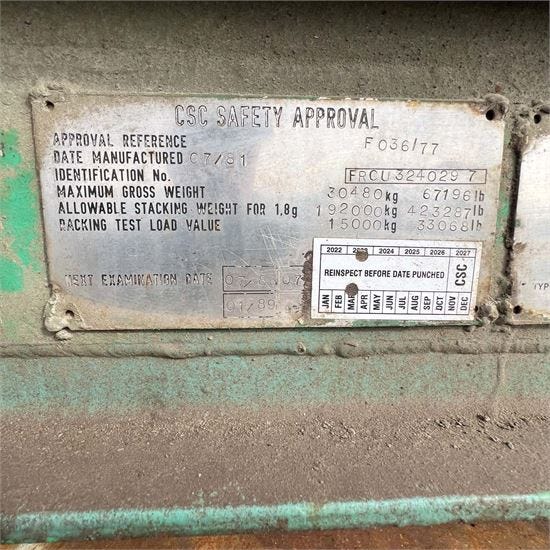 CSC SAFETY APPROVAL
APPROVAL REFERENCE F036/77
DATE MANUFACTURED 07/81
IDENTIFICATION No. FRCU 324029 7
MAXIMUM GROSS WEIGHT 30480kg 67196lb
ALLOWABLE STACKING WEIGHT FOR 1,8g 192000kg 423287lb
RACKING TEST LOAD VALUE 15000kg 33068lb
NEXT EXAMINATION DATE
01/89
2022 2023 2024 2025 2026 2027
REINSPECT BEFORE DATE PUNCHED
CSC
JAN FEB MAR APR MAY JUN JUL AUG SEP OCT NOV DEC
TYP